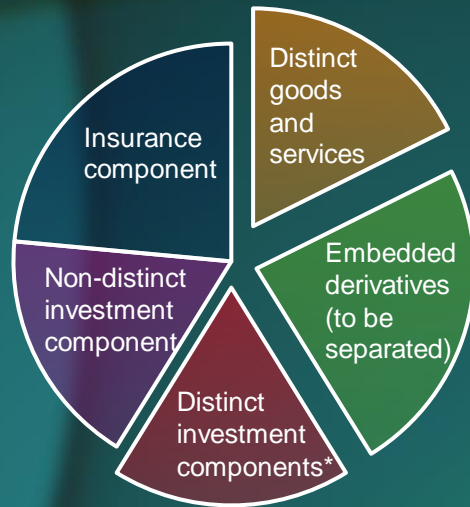 Distinct
goods
and
services
Insurance
component
Embedded
derivatives
(to be
separated)
Non-distinct
investment
component
Distinct
investment
components*